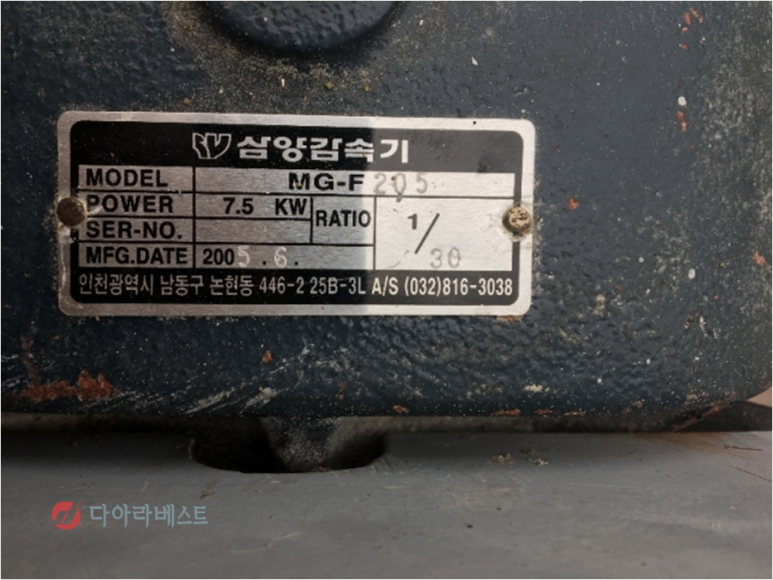 삼양감속기
MODEL MG-F 205
POWER 7.5 KW RATIO 1/30
SER-NO.
MFG.DATE 2005.6.
인천광역시 남동구 논현동 446-2 25B-3L A/S (032)816-3038
다아라베스트